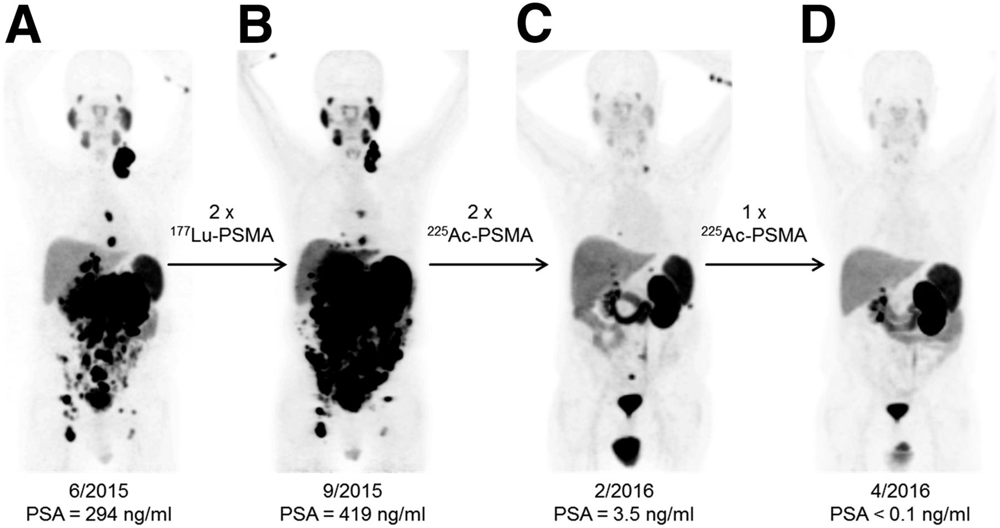 A
B
C
D
2 x
¹⁷⁷Lu-PSMA
2 x
²²⁵Ac-PSMA
1 x
²²⁵Ac-PSMA
6/2015
PSA = 294 ng/ml
9/2015
PSA = 419 ng/ml
2/2016
PSA = 3.5 ng/ml
4/2016
PSA < 0.1 ng/ml